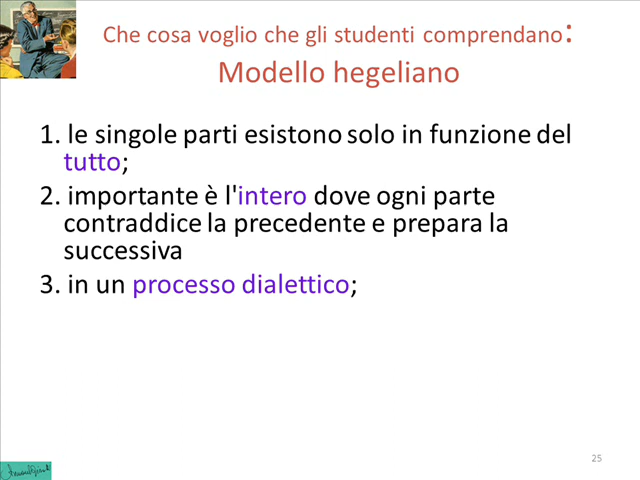 Che cosa voglio che gli studenti comprendano:
Modello hegeliano
1. le singole parti esistono solo in funzione del
tutto;
2. importante è l'intero dove ogni parte
contraddice la precedente e prepara la
successiva
3. in un processo dialettico;
25